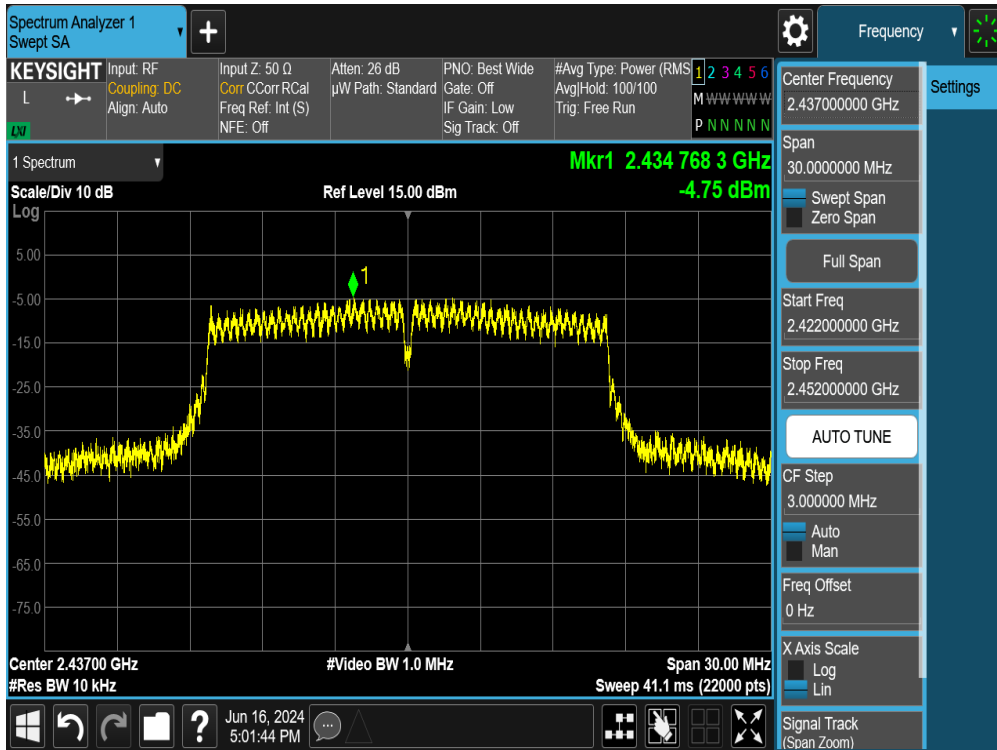 Spectrum Analyzer 1
Swept SA
+
Frequency
KEYSIGHT
L
LXI
Input: RF
Coupling: DC
Align: Auto
Input Z: 50 Ω
Corr CCorr RCal
Freq Ref: Int (S)
NFE: Off
Atten: 26 dB
µW Path: Standard
PNO: Best Wide
Gate: Off
IF Gain: Low
Sig Track: Off
#Avg Type: Power (RMS
Avg|Hold: 100/100
Trig: Free Run
1 2 3 4 5 6
M W W W W W
P N N N N N
1 Spectrum
Scale/Div 10 dB
Ref Level 15.00 dBm
Mkr1 2.434 768 3 GHz
-4.75 dBm
Log
5.00
-5.00
-15.0
-25.0
-35.0
-45.0
-55.0
-65.0
-75.0
1
Center 2.43700 GHz
#Video BW 1.0 MHz
Span 30.00 MHz
#Res BW 10 kHz
Sweep 41.1 ms (22000 pts)
Center Frequency
2.437000000 GHz
Span
30.0000000 MHz
Swept Span
Zero Span
Full Span
Start Freq
2.422000000 GHz
Stop Freq
2.452000000 GHz
AUTO TUNE
CF Step
3.000000 MHz
Auto
Man
Freq Offset
0 Hz
X Axis Scale
Log
Lin
Signal Track
(Span Zoom)
Settings
?
Jun 16, 2024
5:01:44 PM